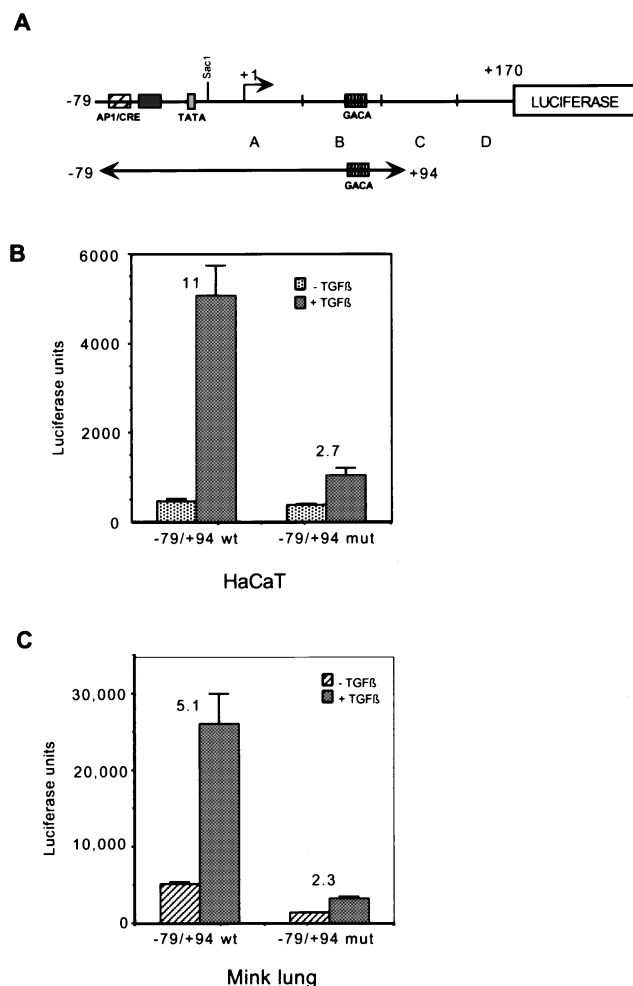 A
Sac1
+1
+170
-79
LUCIFERASE
AP1/CRE
TATA
GACA
A B C D
-79
+94
GACA
B
6000
4000
2000
0
Luciferase units
11
2.7
- TGFß
+ TGFß
-79/+94 wt
-79/+94 mut
HaCaT
C
30,000
20,000
10,000
0
Luciferase units
5.1
2.3
- TGFß
+ TGFß
-79/+94 wt
-79/+94 mut
Mink lung